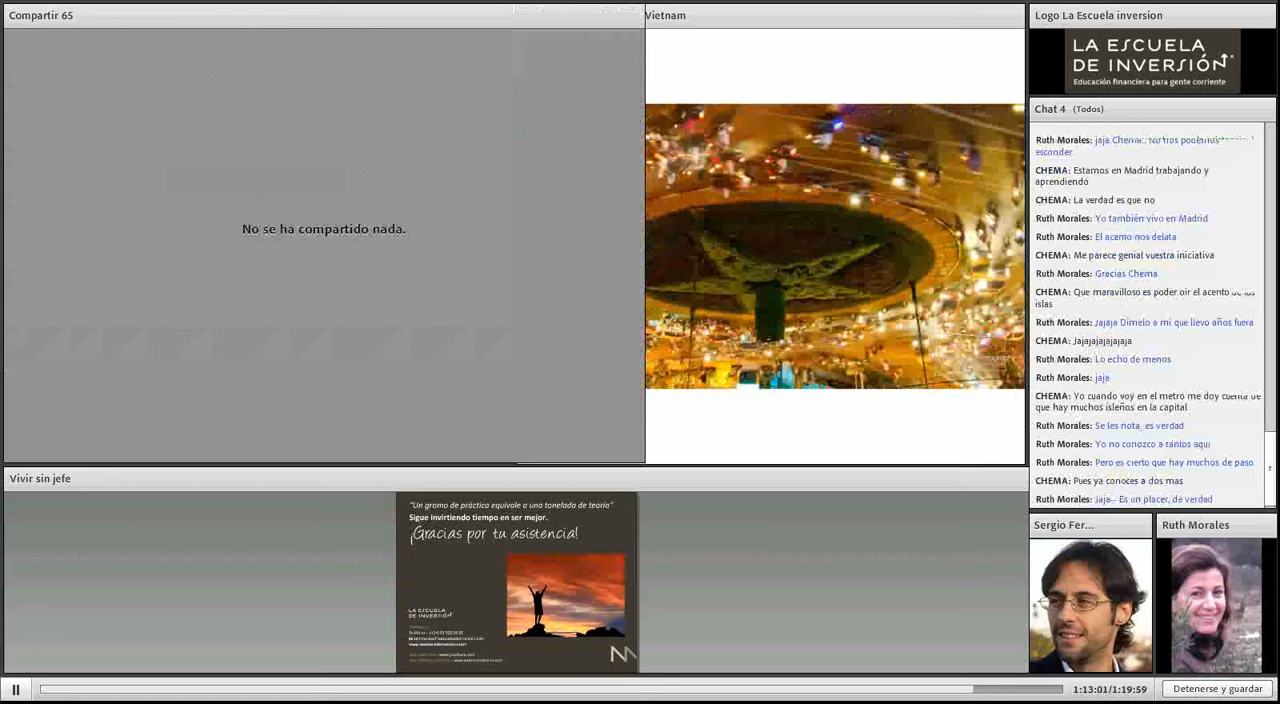 Compartir 65
Vietnam
Logo La Escuela inversion
LA ESCUELA
DE INVERSIÓN
Educación financiera para gente corriente
Chat 4 (Todos)
Ruth Morales: jaja Chema.. No nos podemos
esconder
CHEMA: Estamos en Madrid trabajando y
aprendiendo
CHEMA: La verdad es que no
Ruth Morales: Yo también vivo en Madrid
Ruth Morales: El acento nos delata
CHEMA: Me parece genial vuestra iniciativa
Ruth Morales: Gracias Chema
CHEMA: Que maravilloso es poder oir el acento de las
islas
Ruth Morales: Jajaja Dimelo a mi que llevo años fuera
CHEMA: Jajajajajajaja
Ruth Morales: Lo echo de menos
Ruth Morales: jaja
CHEMA: Yo cuando voy en el metro me doy cuenta de
que hay muchos isleños en la capital
Ruth Morales: Se les nota, es verdad
Ruth Morales: Yo no conozco a tantos aqui
Ruth Morales: Pero es cierto que hay muchos de paso
CHEMA: Pues ya conoces a dos mas
Ruth Morales: Jaja-- Es un placer, de verdad
No se ha compartido nada.
Vivir sin jefe
"Un gramo de práctica equivale a una tonelada de teoría"
Sigue invirtiendo tiempo en ser mejor.
¡Gracias por tu asistencia!
LA ESCUELA
DE INVERSIÓN
Sergio Fer...
Ruth Morales
1:13:01/1:19:59
Detenerse y guardar